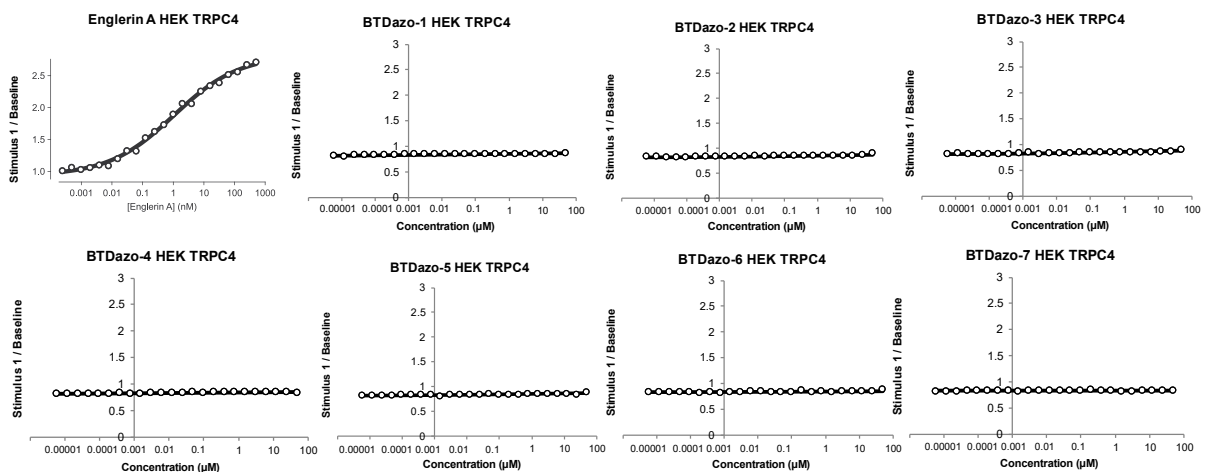 Englerin A HEK TRPC4
Stimulus 1 / Baseline
2.5
2.0
1.5
1.0
0.001 0.01 0.1 1 10 100 1000
[Englerin A] (nM)
BTDazo-1 HEK TRPC4
Stimulus 1 / Baseline
3
2.5
2
1.5
1
0.5
0
0.00001 0.0001 0.001 0.01 0.1 1 10 100
Concentration (µM)
BTDazo-2 HEK TRPC4
Stimulus 1 / Baseline
3
2.5
2
1.5
1
0.5
0
0.00001 0.0001 0.001 0.01 0.1 1 10 100
Concentration (µM)
BTDazo-3 HEK TRPC4
Stimulus 1 / Baseline
3
2.5
2
1.5
1
0.5
0
0.00001 0.0001 0.001 0.01 0.1 1 10 100
Concentration (µM)
BTDazo-4 HEK TRPC4
Stimulus 1 / Baseline
3
2.5
2
1.5
1
0.5
0
0.00001 0.0001 0.001 0.01 0.1 1 10 100
Concentration (µM)
BTDazo-5 HEK TRPC4
Stimulus 1 / Baseline
3
2.5
2
1.5
1
0.5
0
0.00001 0.0001 0.001 0.01 0.1 1 10 100
Concentration (µM)
BTDazo-6 HEK TRPC4
Stimulus 1 / Baseline
3
2.5
2
1.5
1
0.5
0
0.00001 0.0001 0.001 0.01 0.1 1 10 100
Concentration (µM)
BTDazo-7 HEK TRPC4
Stimulus 1 / Baseline
3
2.5
2
1.5
1
0.5
0
0.00001 0.0001 0.001 0.01 0.1 1 10 100
Concentration (µM)